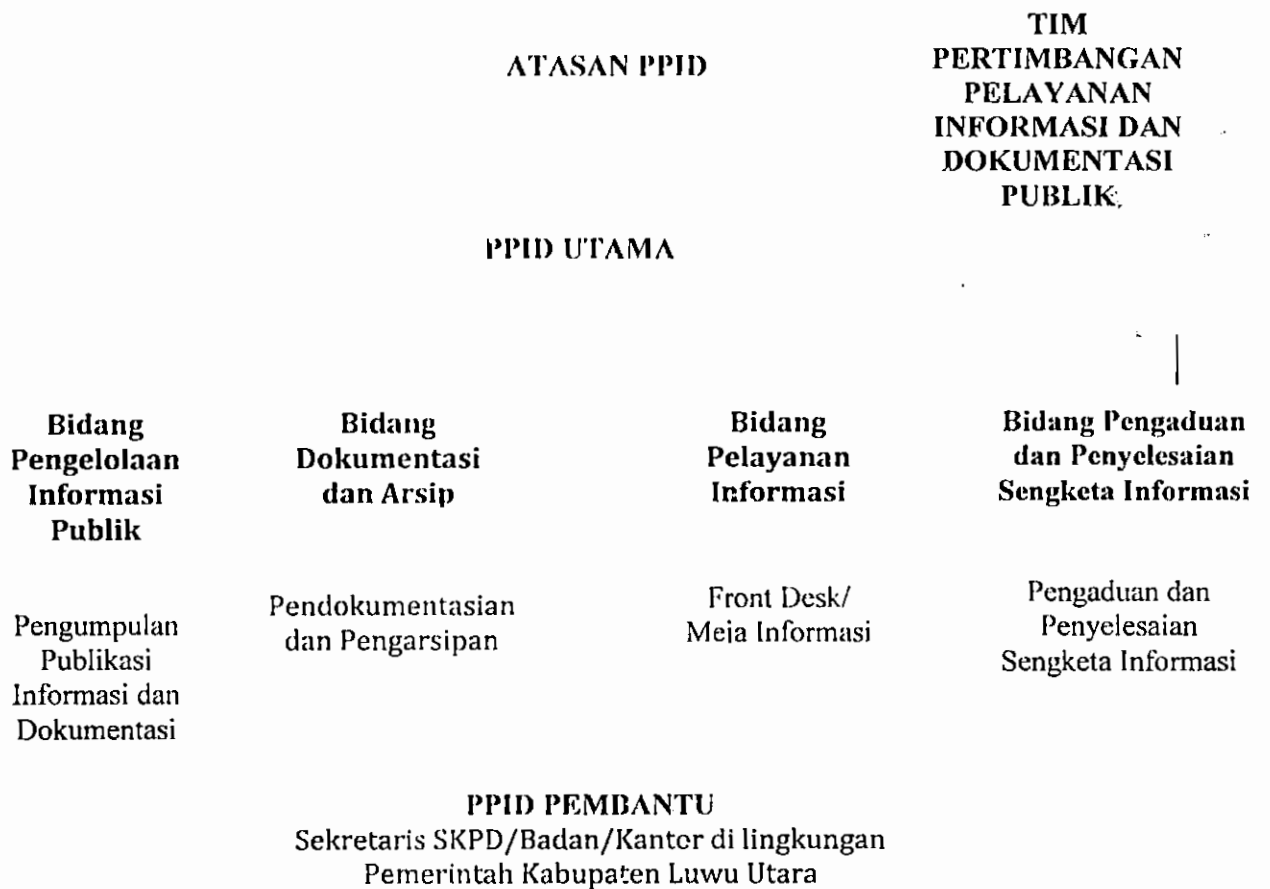 ATASAN PPID
TIM
PERTIMBANGAN
PELAYANAN
INFORMASI DAN
DOKUMENTASI
PUBLIK
PPID UTAMA
Bidang
Pengelolaan
Informasi
Publik
Bidang
Dokumentasi
dan Arsip
Bidang
Pelayanan
Informasi
Bidang Pengaduan
dan Penyelesaian
Sengketa Informasi
Pengumpulan
Publikasi
Informasi dan
Dokumentasi
Pendokumentasian
dan Pengarsipan
Front Desk/
Meja Informasi
Pengaduan dan
Penyelesaian
Sengketa Informasi
PPID PEMBANTU
Sekretaris SKPD/Badan/Kantor di lingkungan
Pemerintah Kabupaten Luwu Utara